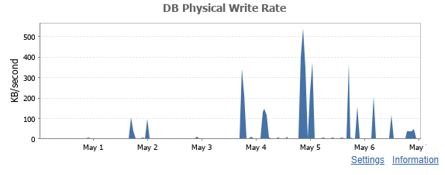 DB Physical Write Rate
KB/second
500
400
300
200
100
0
May 1 May 2 May 3 May 4 May 5 May 6 May
Settings Information